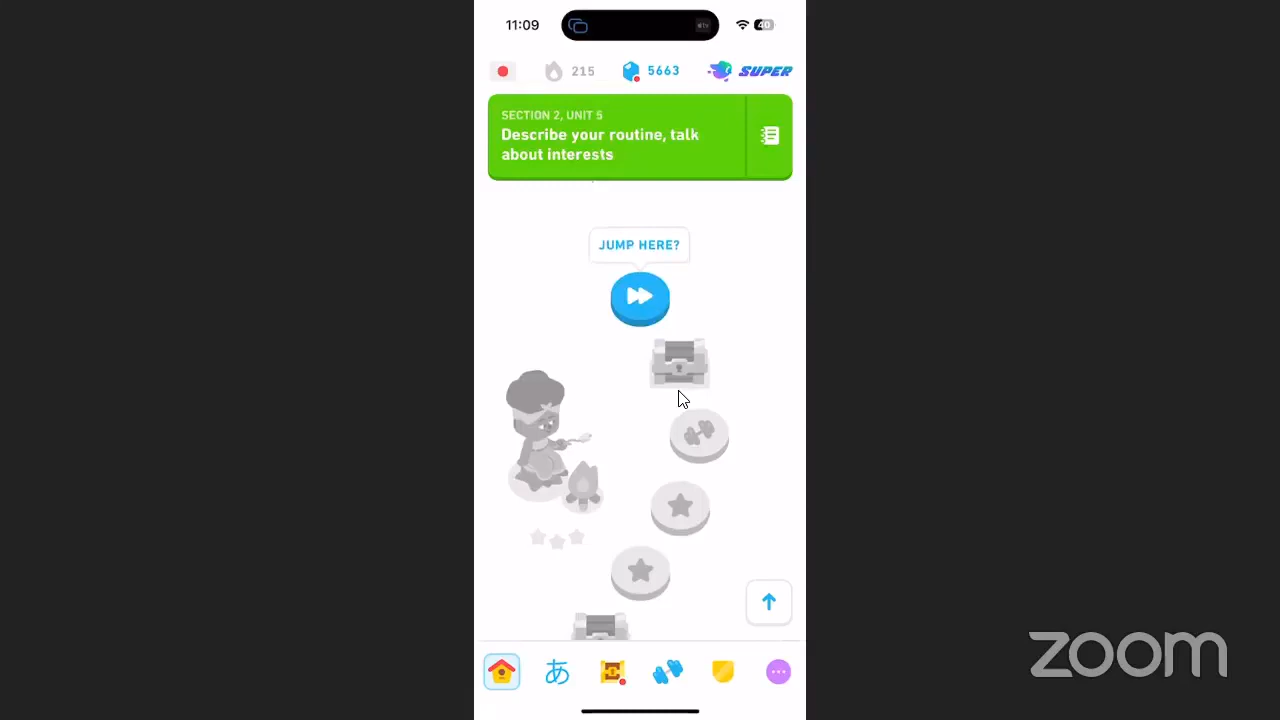 11:09
40
215
5663
SUPER
SECTION 2, UNIT 5
Describe your routine, talk
about interests
JUMP HERE?
あ
zoom